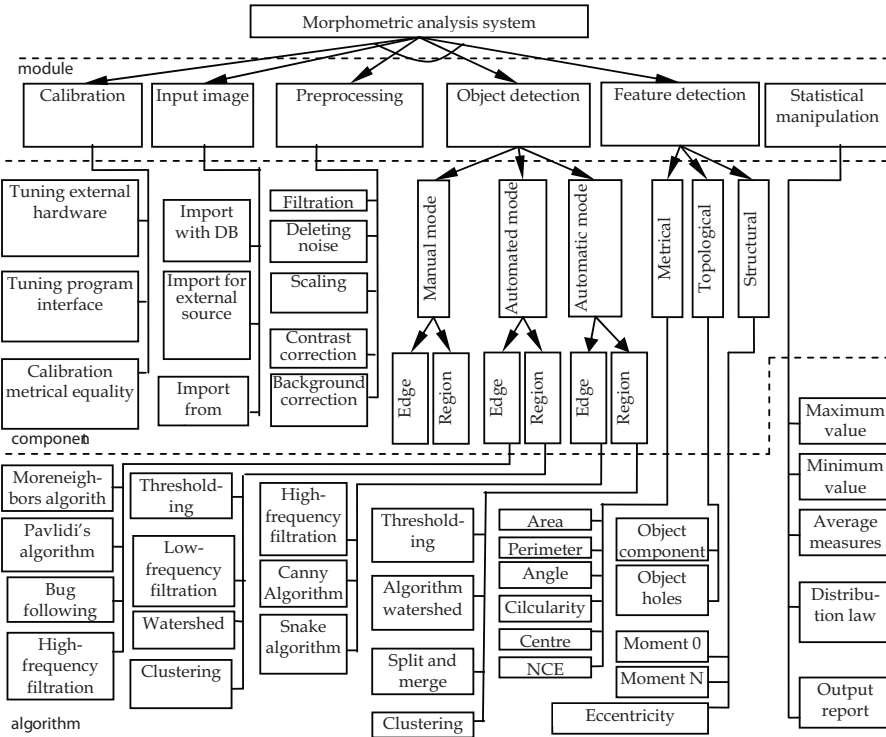 Morphometric analysis system
module
Calibration
Input image
Preprocessing
Object detection
Feature detection
Statistical
manipulation
Tuning external
hardware
Tuning program
interface
Calibration
metrical equality
component
Import
with DB
Import for
external
source
Import
from
Filtration
Deleting
noise
Scaling
Contrast
correction
Background
correction
Manual mode
Automated mode
Automatic mode
Metrical
Topological
Structural
Edge
Region
Edge
Region
Edge
Region
Maximum
value
Minimum
value
Average
measures
Distribu-
tion law
Output
report
Moreneigh-
bors algorith
Pavlidi's
algorithm
Bug
following
High-
frequency
filtration
Threshold-
ing
Low-
frequency
filtration
Watershed
Clustering
High-
frequency
filtration
Canny
Algorithm
Snake
algorithm
Threshold-
ing
Algorithm
watershed
Split and
merge
Clustering
Area
Perimeter
Angle
Cilcularity
Centre
NCE
Object
component
Object
holes
Moment 0
Moment N
Eccentricity
algorithm